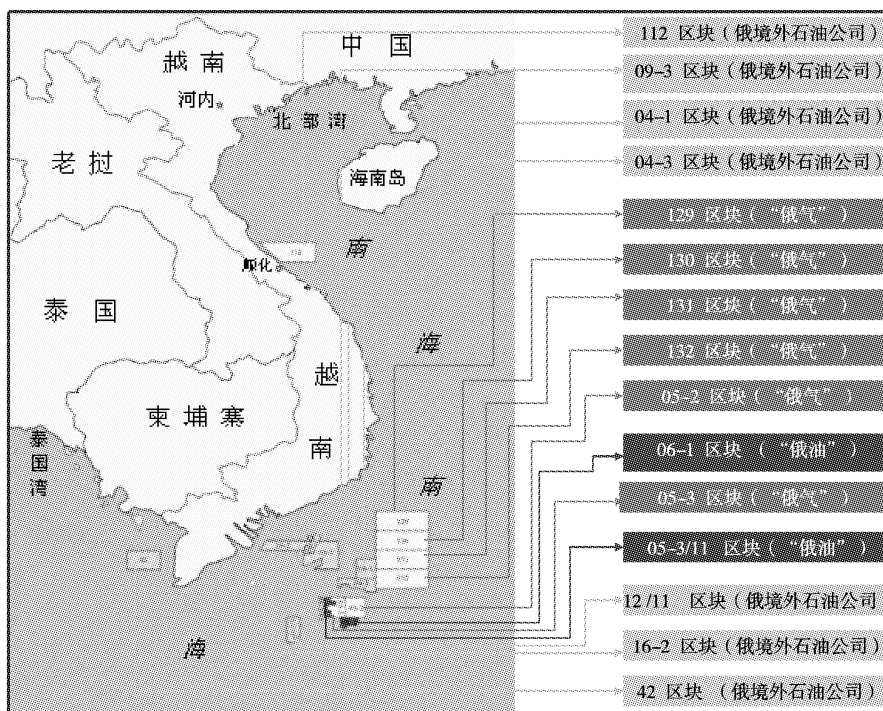 中 国
越 南
河内
北 部 湾
老 挝
海南岛
南
顺化
泰 国
海
越
南
柬 埔 寨
泰
国
湾
南
海
129
130
131
132
112 区块（俄境外石油公司）
09-3 区块（俄境外石油公司）
04-1 区块（俄境外石油公司）
04-3 区块（俄境外石油公司）
129 区块（“俄气”）
130 区块（“俄气”）
131 区块（“俄气”）
132 区块（“俄气”）
05-2 区块（“俄气”）
06-1 区块 （“俄油”）
05-3 区块（“俄气”）
05-3/11 区块（“俄油”）
12 /11 区块（俄境外石油公司
16-2 区块（俄境外石油公司）
42 区块 （俄境外石油公司）